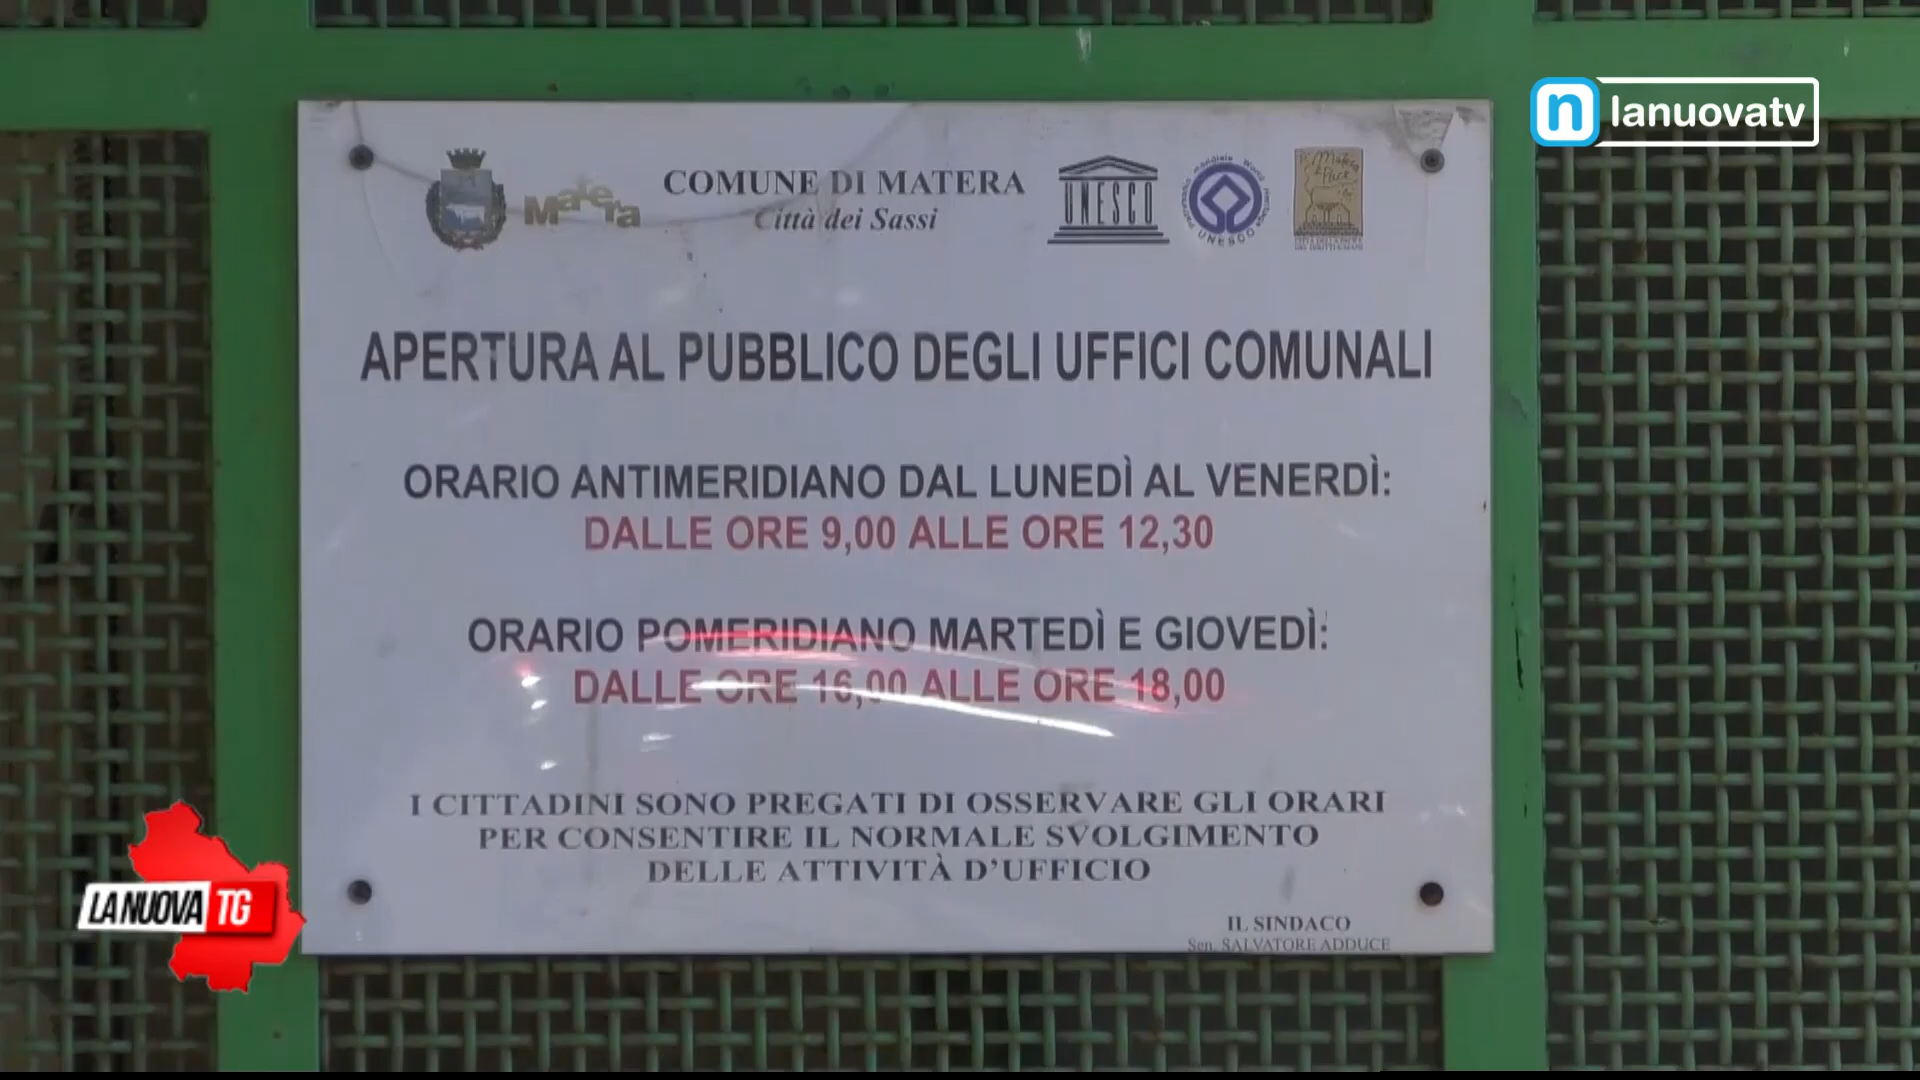 lanuovatv
Matera
COMUNE DI MATERA
Città dei Sassi
UNESCO
UNESCO
Matera
APERTURA AL PUBBLICO DEGLI UFFICI COMUNALI
ORARIO ANTIMERIDIANO DAL LUNEDÌ AL VENERDÌ:
DALLE ORE 9,00 ALLE ORE 12,30
ORARIO POMERIDIANO MARTEDÌ E GIOVEDÌ:
DALLE ORE 16,00 ALLE ORE 18,00
I CITTADINI SONO PREGATI DI OSSERVARE GLI ORARI
PER CONSENTIRE IL NORMALE SVOLGIMENTO
DELLE ATTIVITÀ D'UFFICIO
IL SINDACO
Sen. SALVATORE ADDUCE
LA NUOVA TG